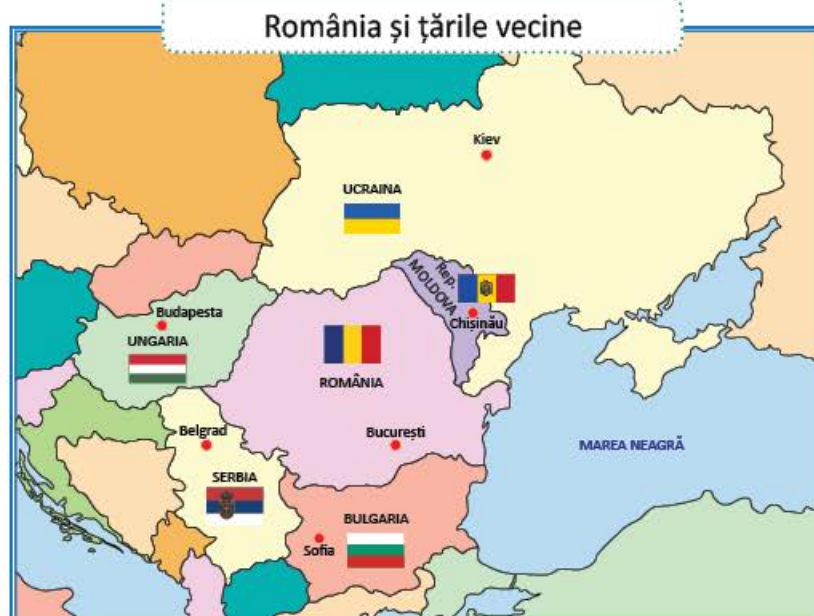 România și țările vecine
Kiev
UCRAINA
Rep.
MOLDOVA
Chișinău
Budapesta
UNGARIA
ROMÂNIA
Belgrad
București
MAREA NEAGRĂ
SERBIA
BULGARIA
Sofia